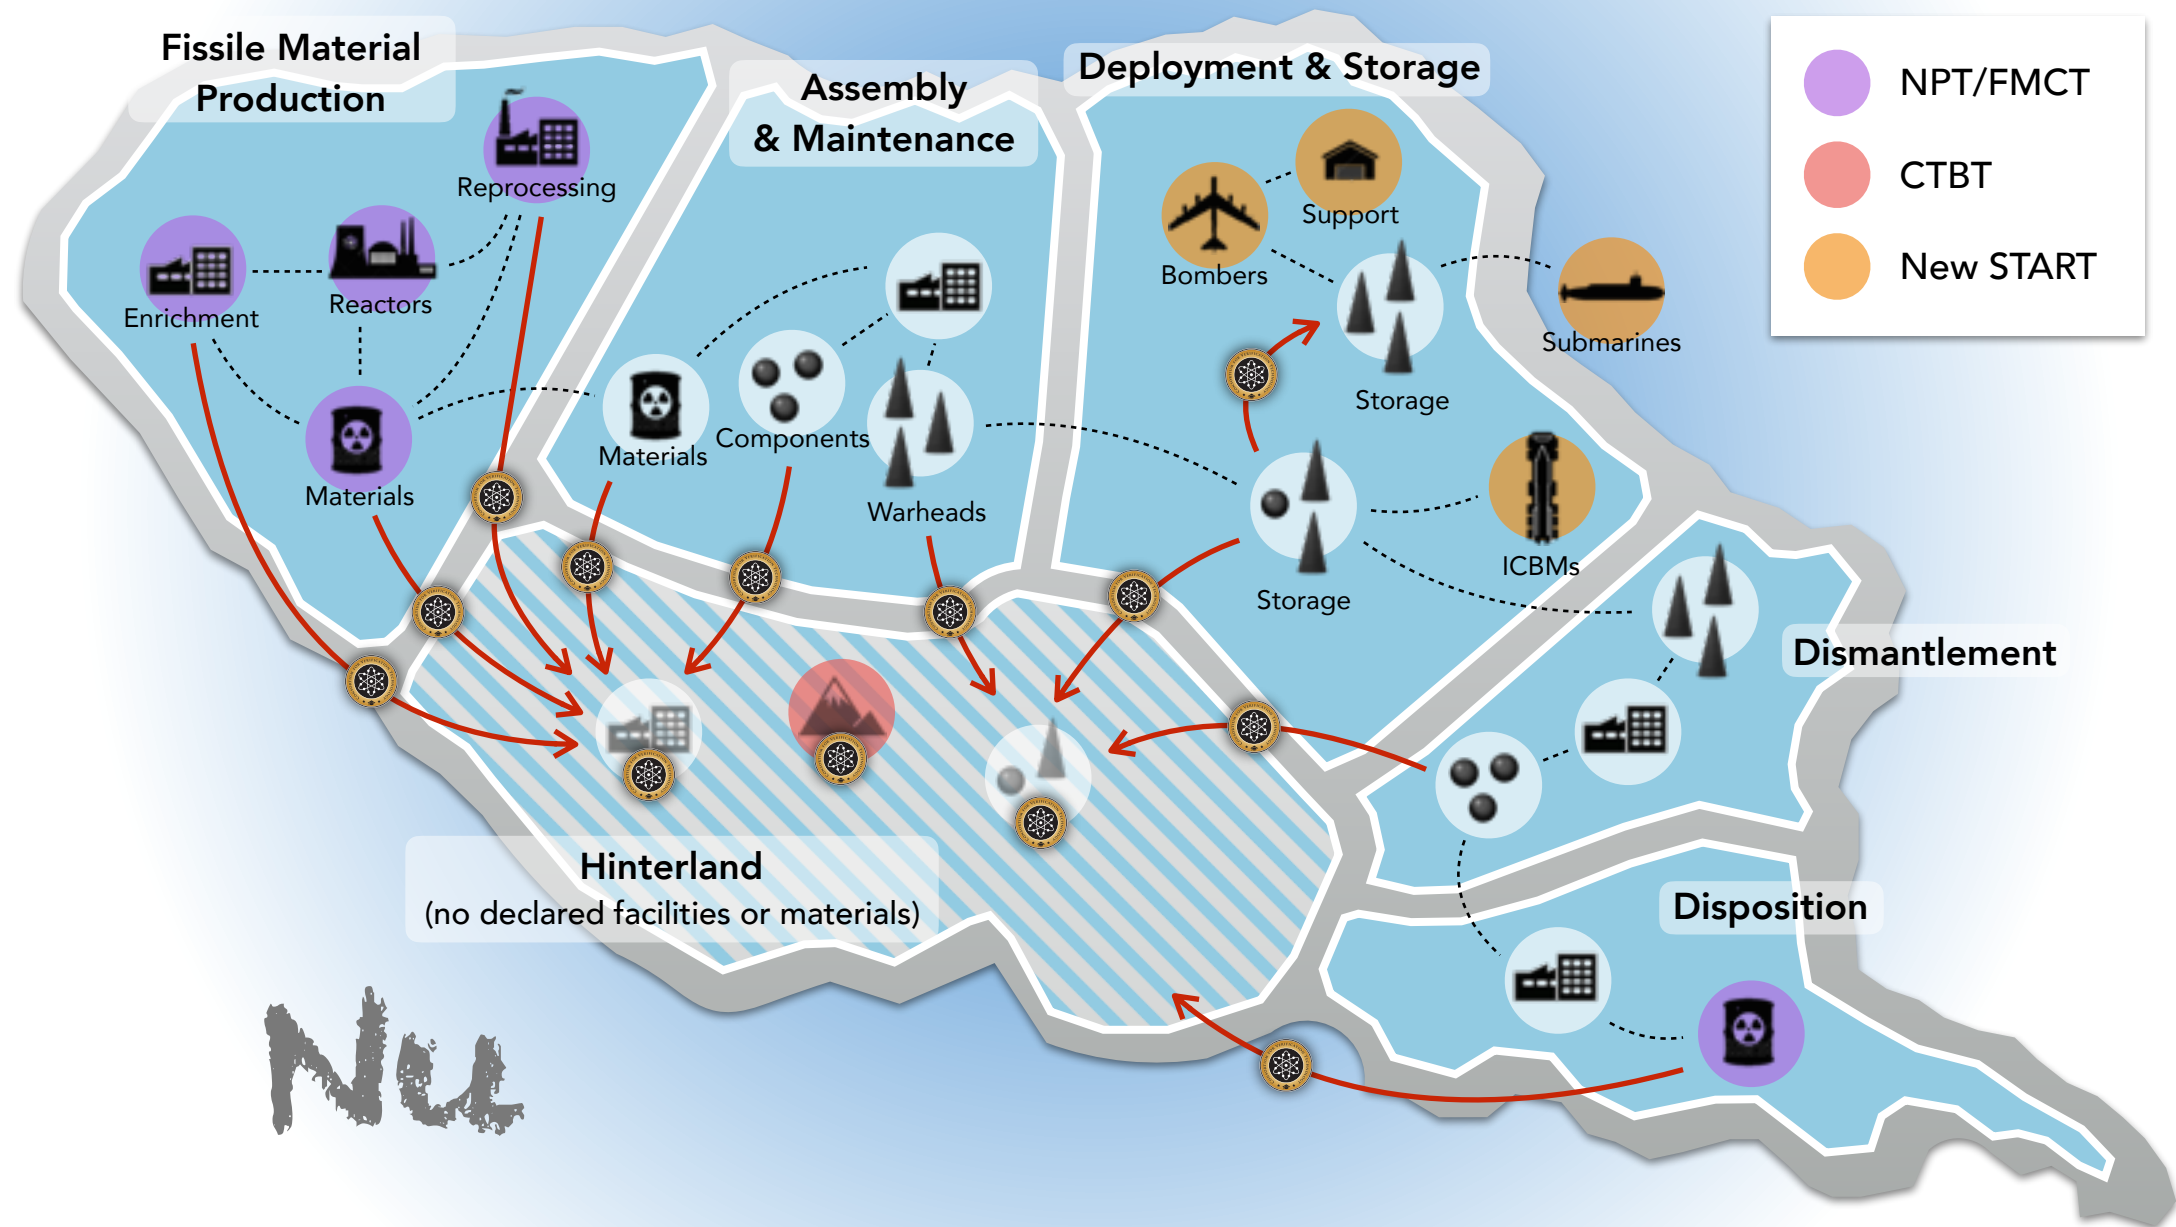 Fissile Material
Production
Reprocessing
Enrichment
Reactors
Materials
Assembly
& Maintenance
Materials
Components
Warheads
Deployment & Storage
Support
Bombers
Storage
Submarines
Storage
ICBMs
NPT/FMCT
CTBT
New START
Dismantlement
Disposition
Hinterland
(no declared facilities or materials)
Nu